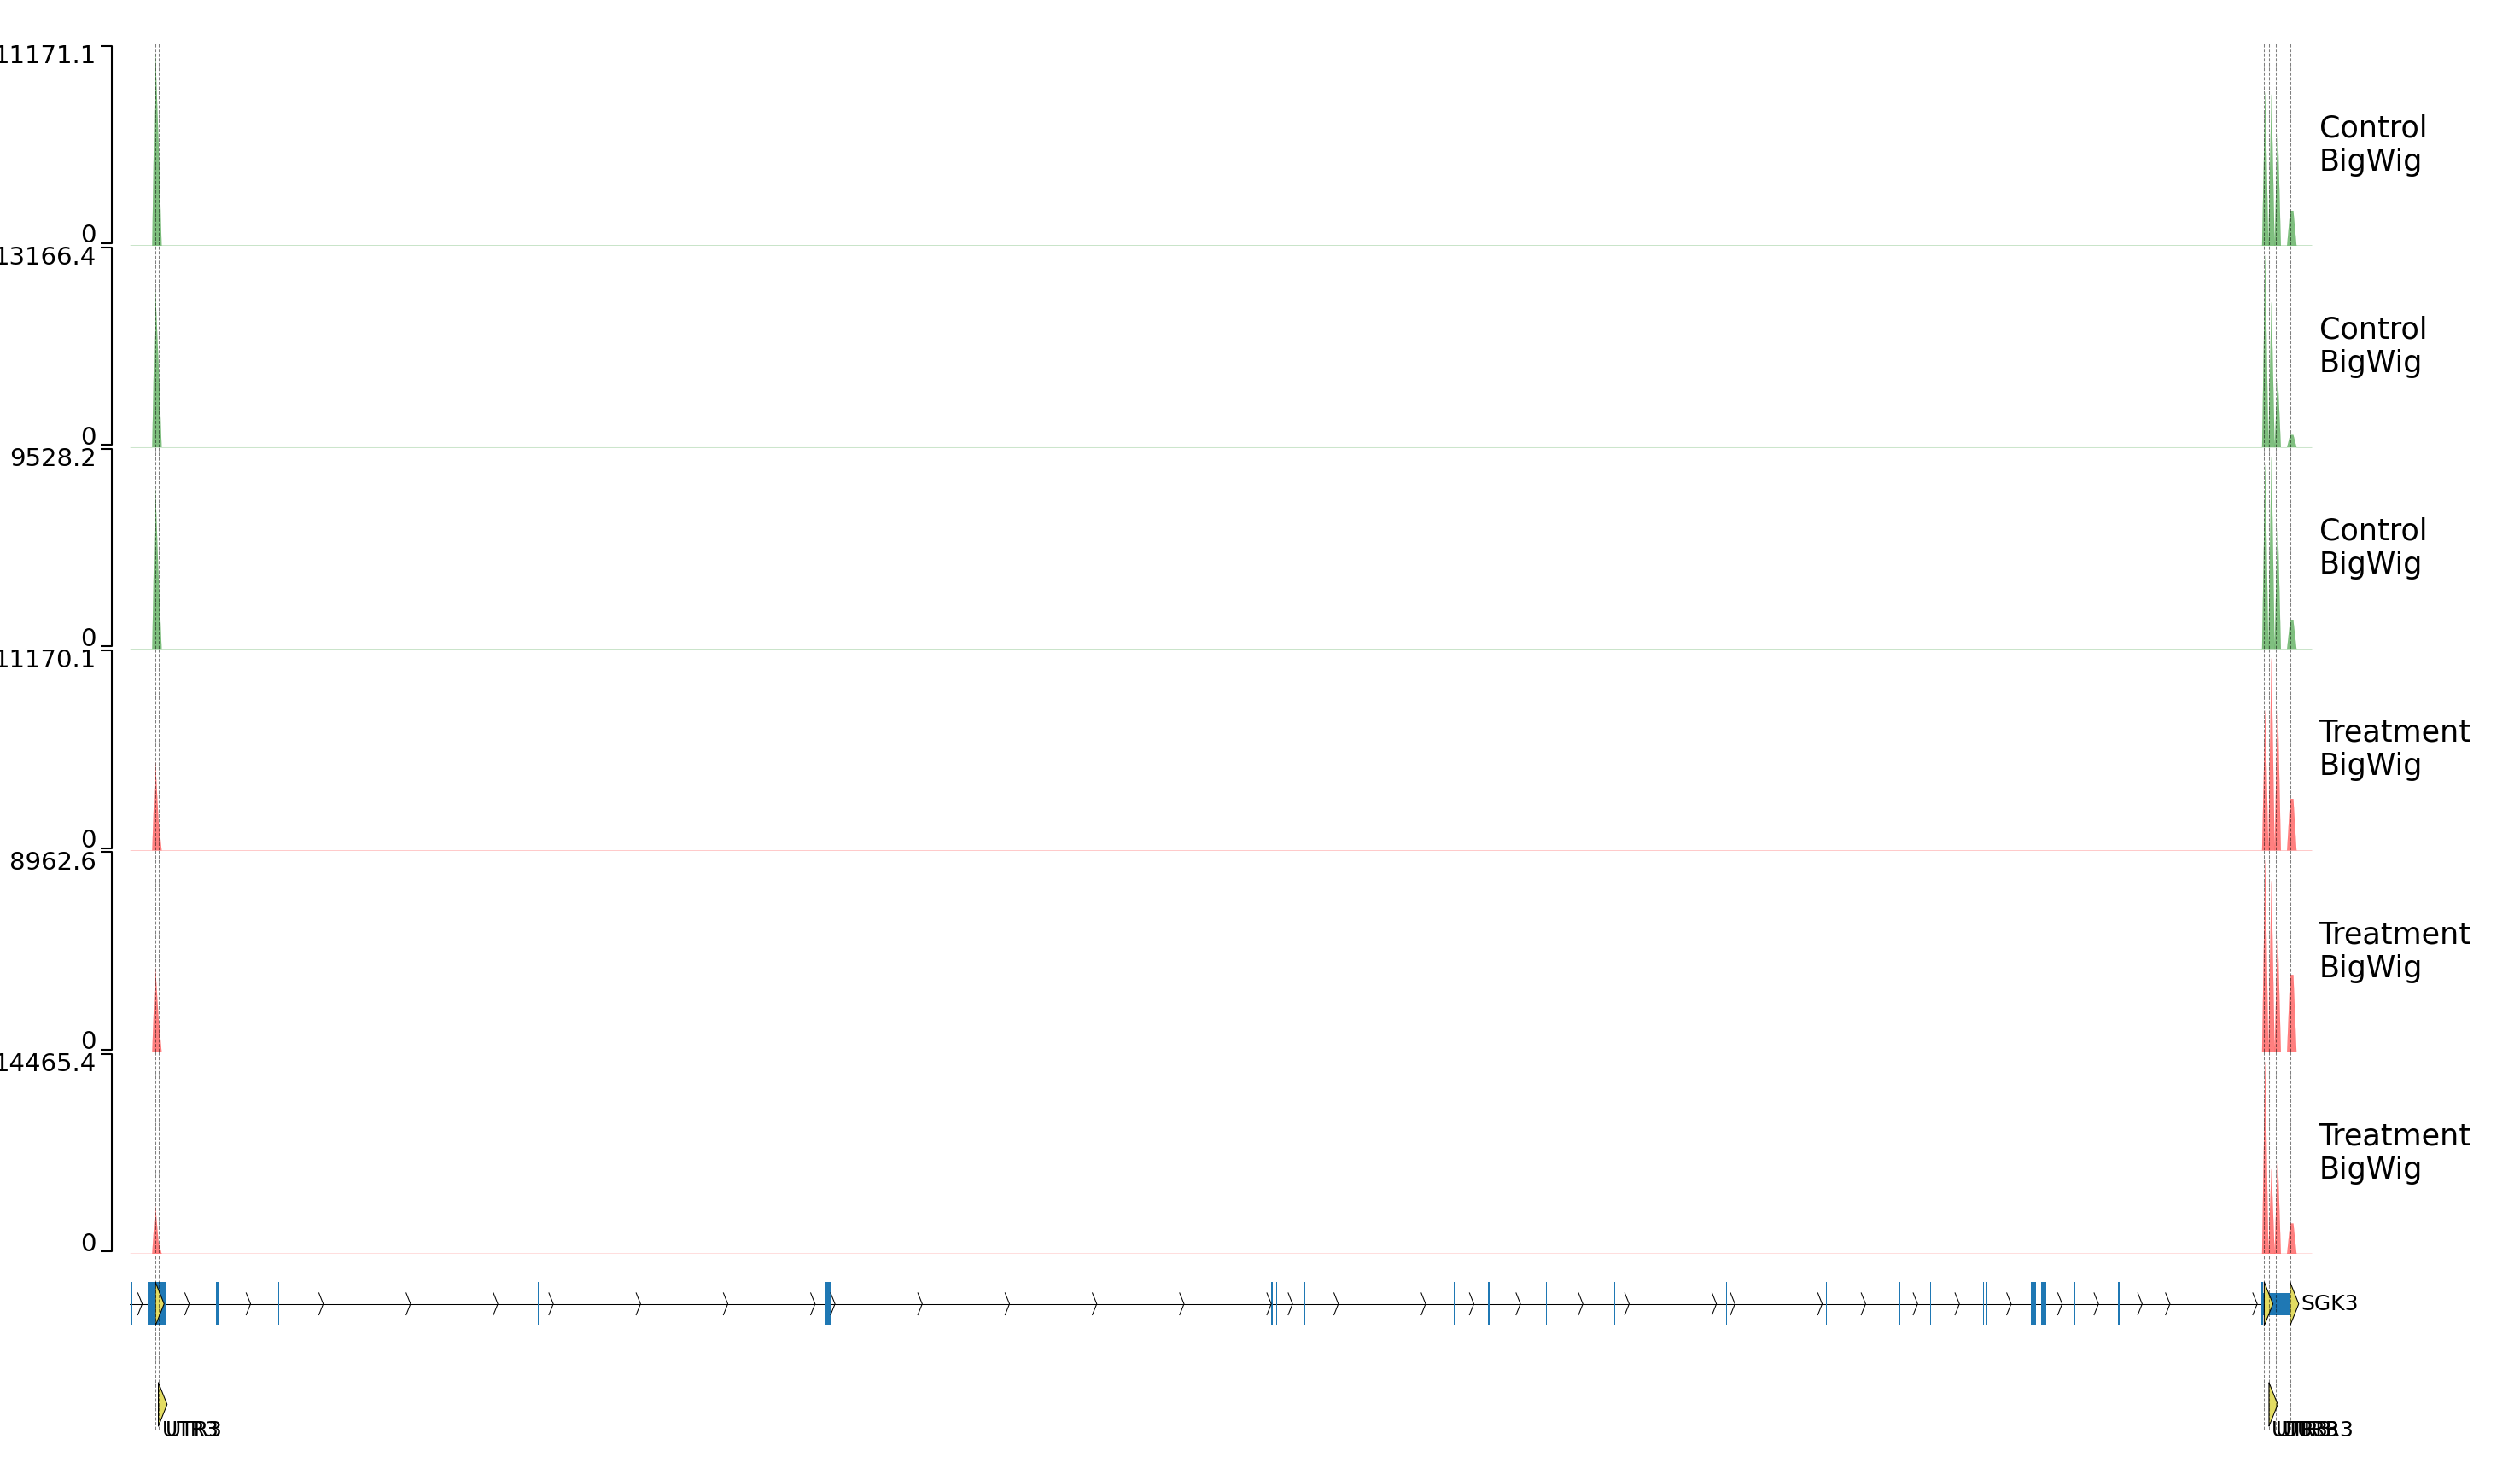 11171.1
Control
BigWig
0
13166.4
Control
BigWig
0
9528.2
Control
BigWig
0
11170.1
Treatment
BigWig
0
8962.6
Treatment
BigWig
0
14465.4
Treatment
BigWig
0
SGK3
UTR3